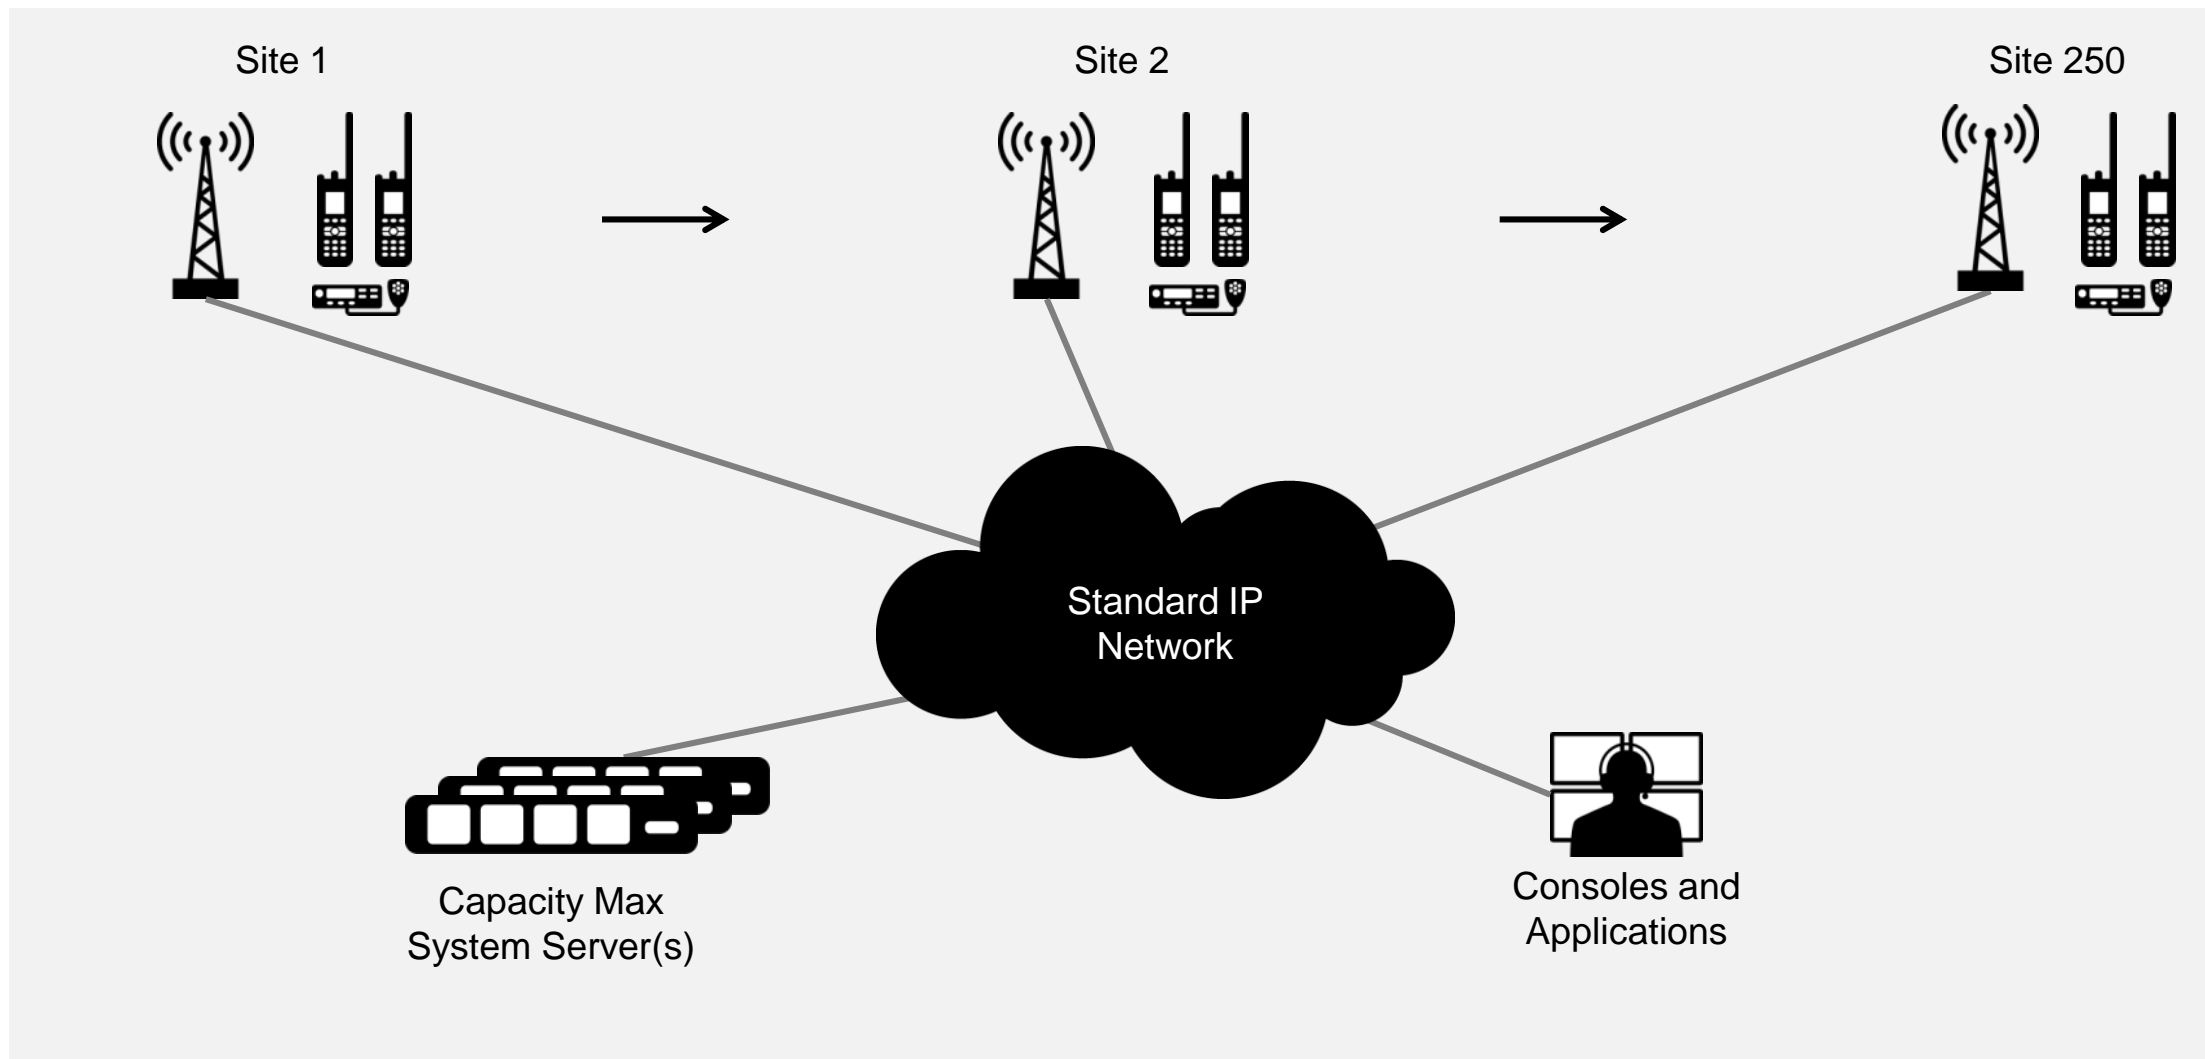 Site 1
Site 2
Site 250
Standard IP
Network
Capacity Max
System Server(s)
Consoles and
Applications